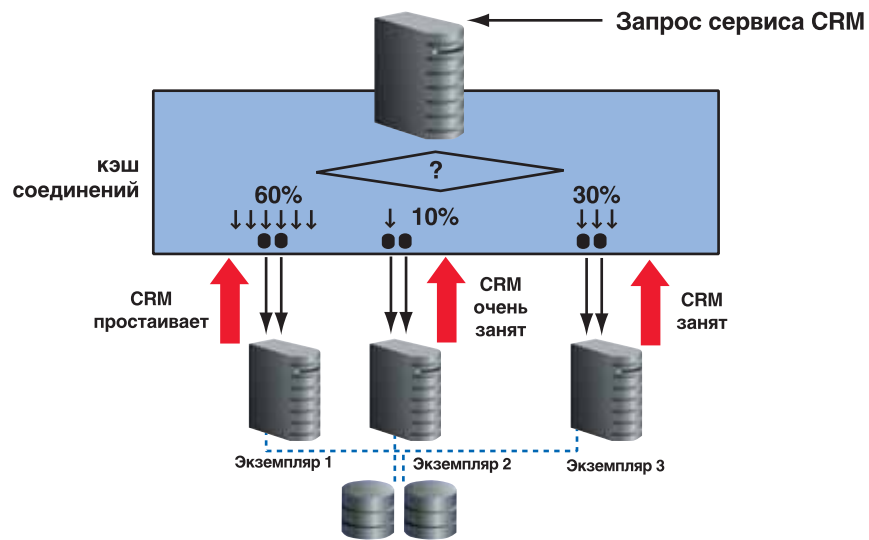 Запрос сервиса CRM
кэш
соединений
?
60%
10%
30%
CRM
простаивает
CRM
очень
занят
CRM
занят
Экземпляр 1
Экземпляр 2
Экземпляр 3